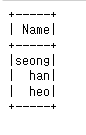 +-----+
| Name|
+-----+
|seong|
|  han|
|  heo|
+-----+